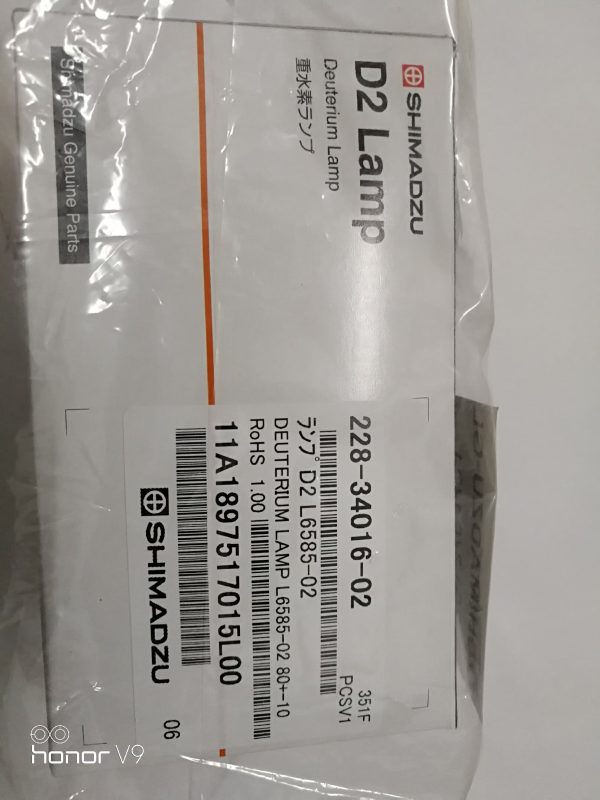 SHIMADZU
D2 Lamp
Deuterium Lamp
重水素ランプ
Shimadzu Genuine Parts
228-34016-02
351F
PCSV1
ランプ D2 L6585-02
DEUTERIUM LAMP L6585-02 80+-10
RoHS 1.00
11A1897517015L00
SHIMADZU
06
honor V9